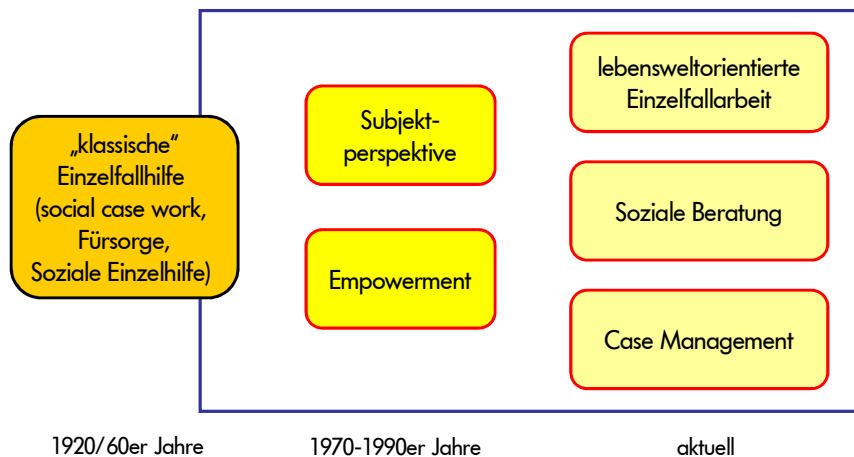 „klassische“
Einzelfallhilfe
(social case work,
Fürsorge,
Soziale Einzelhilfe)
Subjekt-
perspektive
Empowerment
lebensweltorientierte
Einzelfallarbeit
Soziale Beratung
Case Management
1920/60er Jahre
1970-1990er Jahre
aktuell